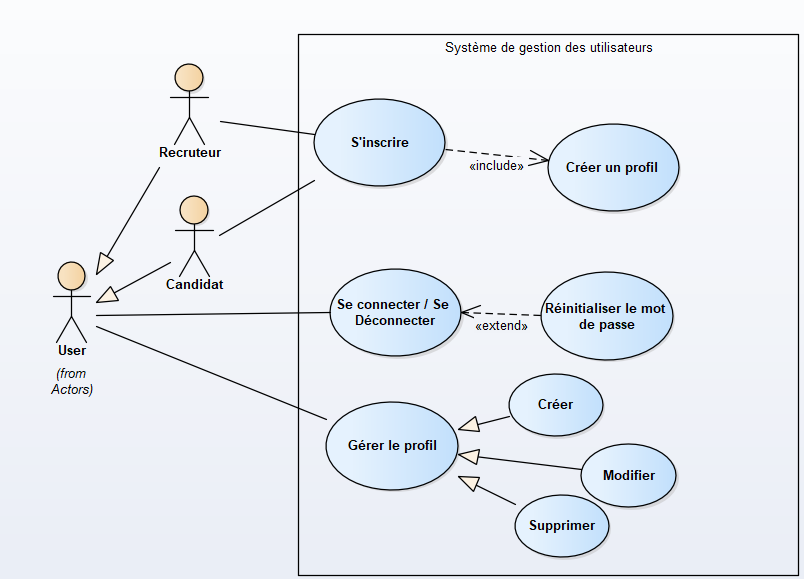 Système de gestion des utilisateurs
Recruteur
S'inscrire
«include»
Créer un profil
Candidat
User
(from
Actors)
Se connecter / Se
Déconnecter
«extend»
Réinitialiser le mot
de passe
Gérer le profil
Créer
Modifier
Supprimer